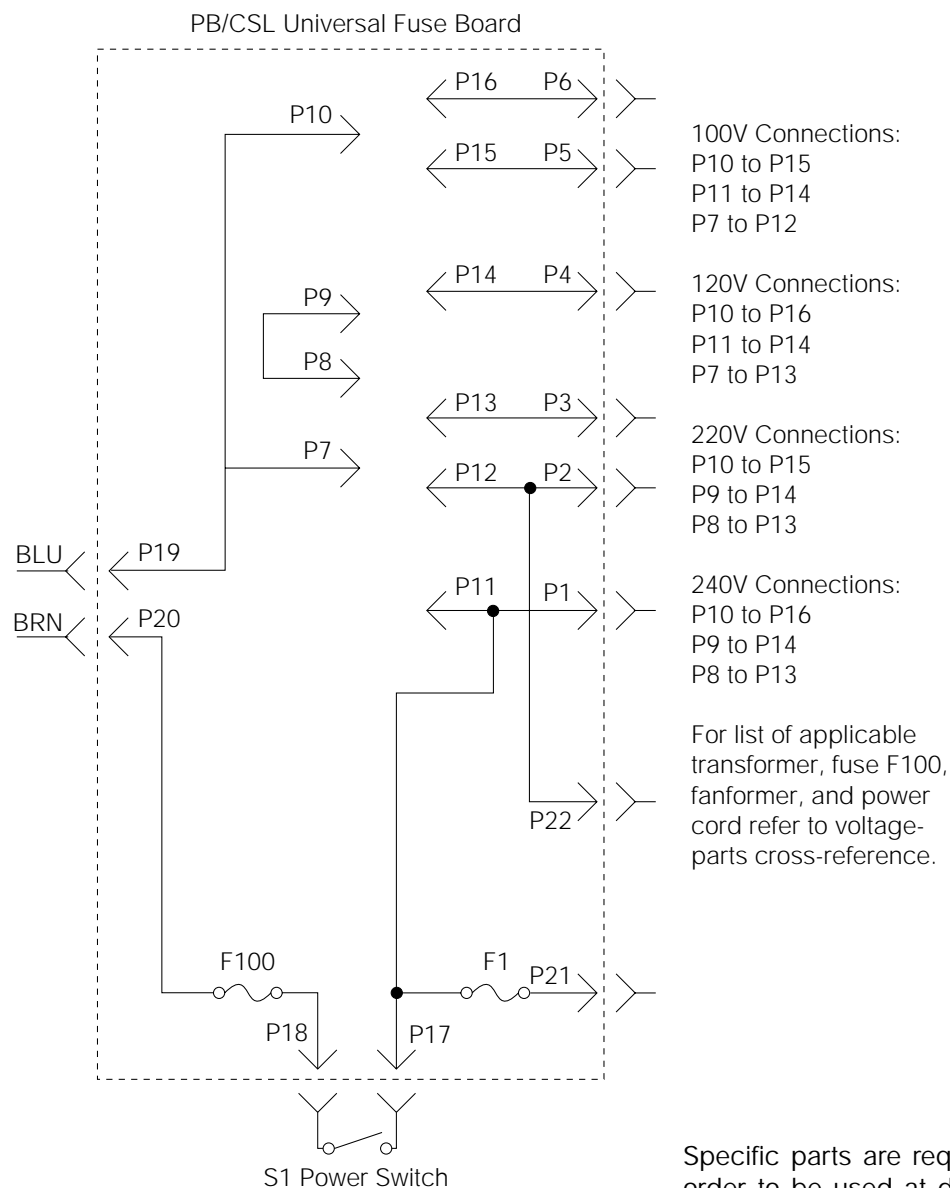 PB/CSL Universal Fuse Board
P16 P6
P10
P15 P5
P14 P4
P9
P8
P13 P3
P7
P12 P2
BLU P19
P11 P1
BRN P20
P22
F100
F1
P21
P18
P17
S1 Power Switch
100V Connections:
P10 to P15
P11 to P14
P7 to P12
120V Connections:
P10 to P16
P11 to P14
P7 to P13
220V Connections:
P10 to P15
P9 to P14
P8 to P13
240V Connections:
P10 to P16
P9 to P14
P8 to P13
For list of applicable
transformer, fuse F100,
fanformer, and power
cord refer to voltage-
parts cross-reference.
Specific parts are req